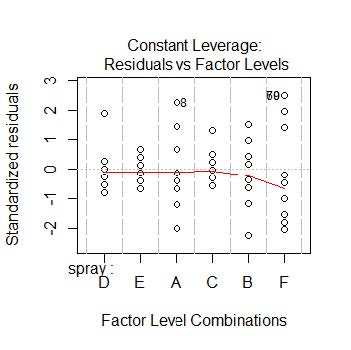 Constant Leverage:
Residuals vs Factor Levels
Standardized residuals
3
2
1
0
-1
-2
8
spray :
D E A C B F
Factor Level Combinations